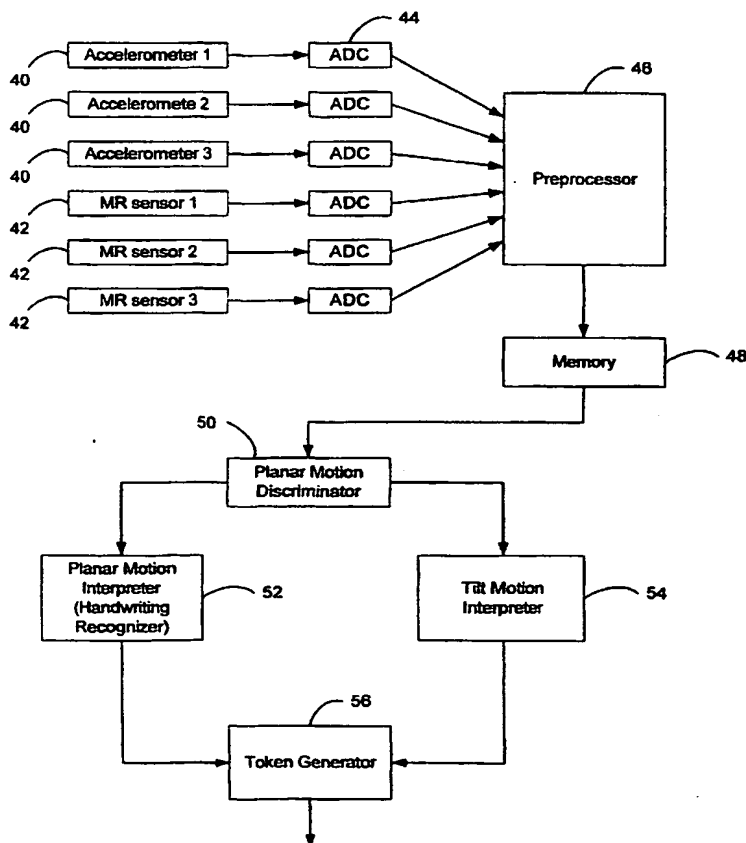 44
Accelerometer 1
ADC
46
40
Acceleromete 2
ADC
40
Accelerometer 3
ADC
Preprocessor
40
MR sensor 1
ADC
42
MR sensor 2
ADC
42
MR sensor 3
ADC
42
Memory
48
50
Planar Motion
Discriminator
Planar Motion
Interpreter
(Handwriting
Recognizer)
52
Tilt Motion
Interpreter
54
56
Token Generator